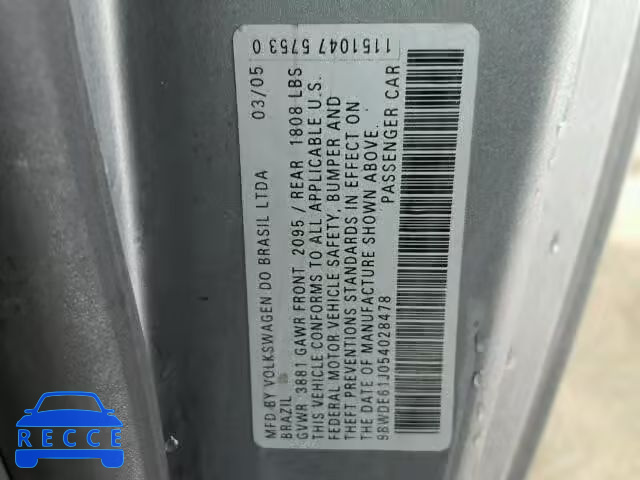 MFD BY VOLKSWAGEN DO BRASIL LTDA 03/05
BRAZIL
GVWR 3881 GAWR FRONT 2095 / REAR 1808 LBS
THIS VEHICLE CONFORMS TO ALL APPLICABLE U.S.
FEDERAL MOTOR VEHICLE SAFETY, BUMPER AND
THEFT PREVENTIONS STANDARDS IN EFFECT ON
THE DATE OF MANUFACTURE SHOWN ABOVE.
9BWDE61J054028478 PASSENGER CAR
1151047 5753 0
RECCE